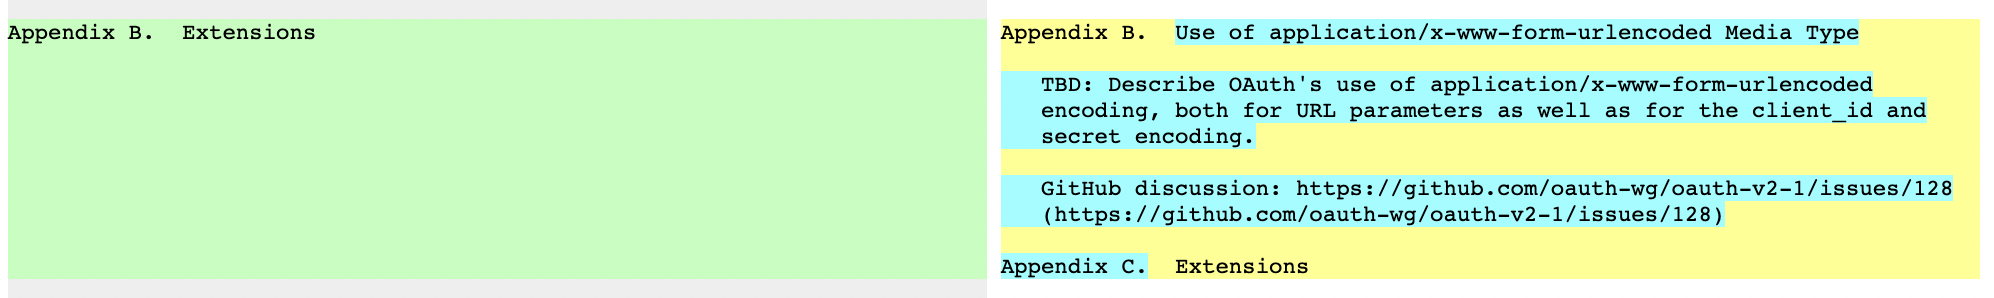 Appendix B.  Extensions
Appendix B.  Use of application/x-www-form-urlencoded Media Type
TBD: Describe OAuth's use of application/x-www-form-urlencoded
encoding, both for URL parameters as well as for the client_id and
secret encoding.
GitHub discussion: https://github.com/oauth-wg/oauth-v2-1/issues/128
(https://github.com/oauth-wg/oauth-v2-1/issues/128)
Appendix C.  Extensions